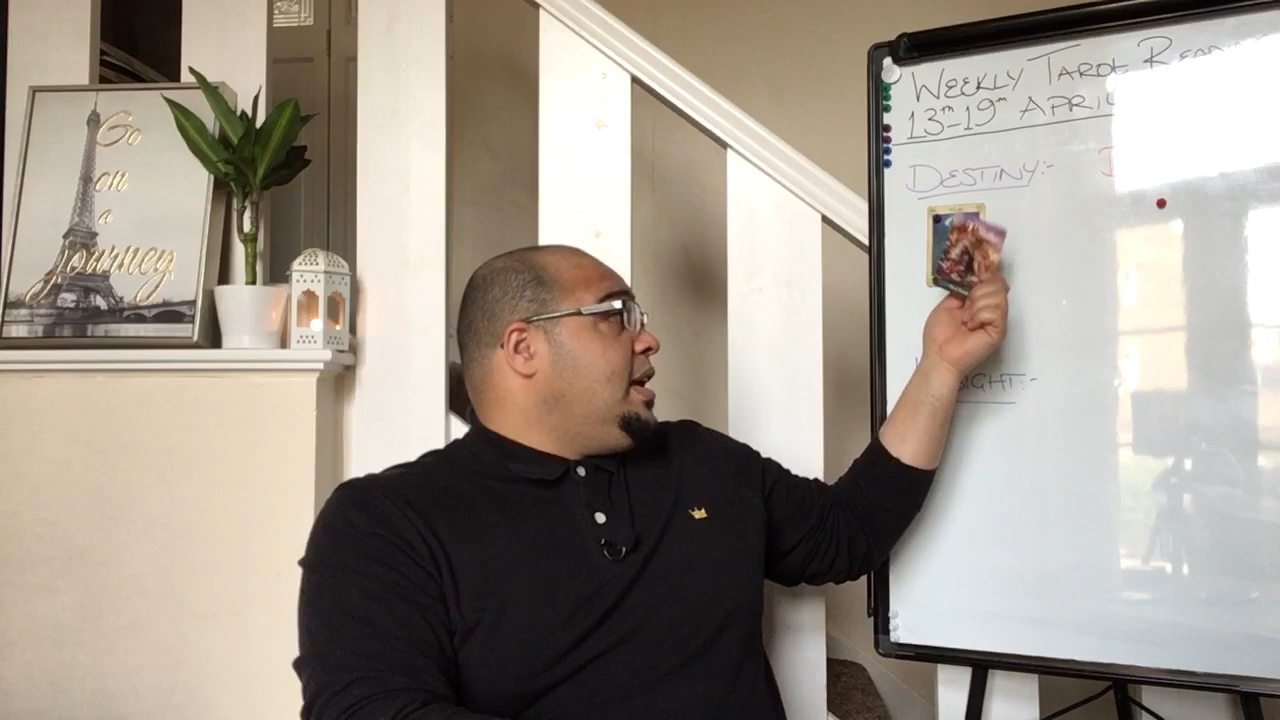 Go
on
a
journey
WEEKLY TAROT
13th-19th APRIL
DESTINY:-